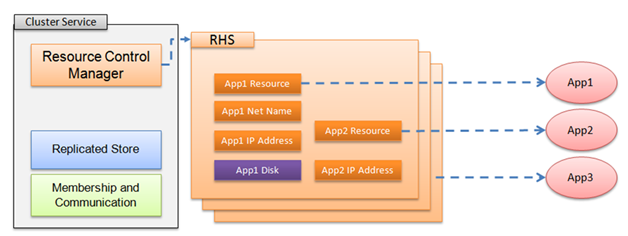 Cluster Service
Resource Control
Manager
Replicated Store
Membership and
Communication
RHS
App1 Resource
App1 Net Name
App1 IP Address
App1 Disk
App2 Resource
App2 IP Address
App1
App2
App3